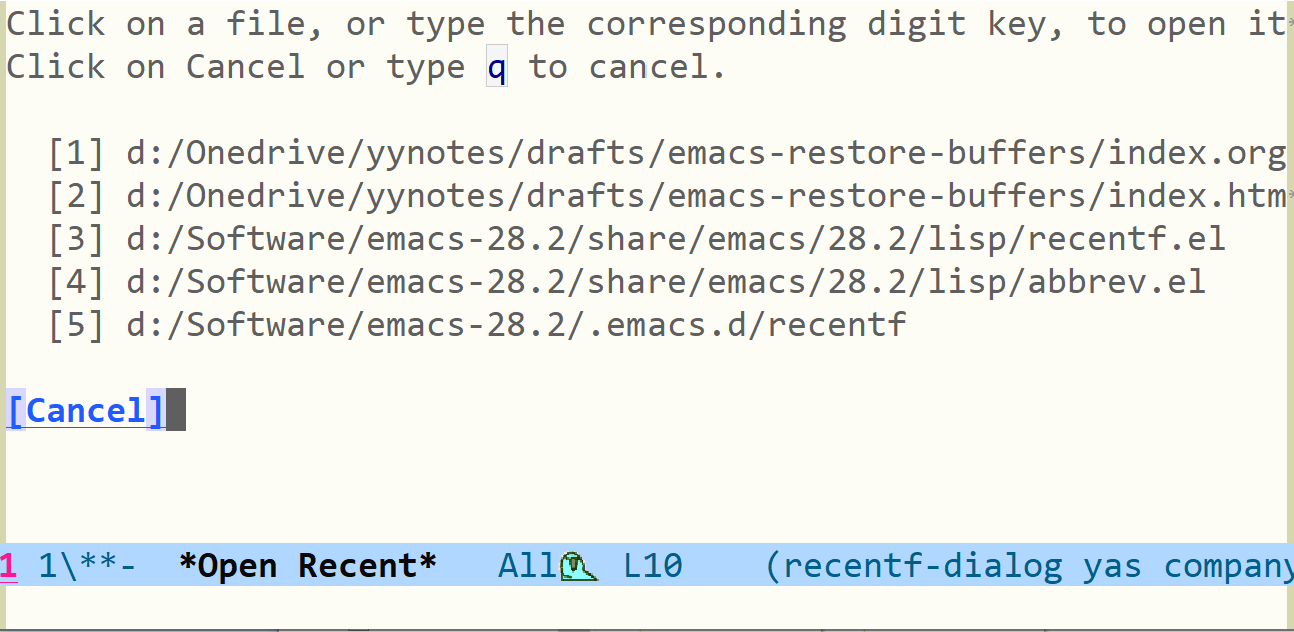 Click on a file, or type the corresponding digit key, to open it
Click on Cancel or type q to cancel.
[1] d:/Onedrive/yynotes/drafts/emacs-restore-buffers/index.org
[2] d:/Onedrive/yynotes/drafts/emacs-restore-buffers/index.htm
[3] d:/Software/emacs-28.2/share/emacs/28.2/lisp/recentf.el
[4] d:/Software/emacs-28.2/share/emacs/28.2/lisp/abbrev.el
[5] d:/Software/emacs-28.2/.emacs.d/recentf
[Cancel]
1 1\**- *Open Recent* All L10 (recentf-dialog yas company